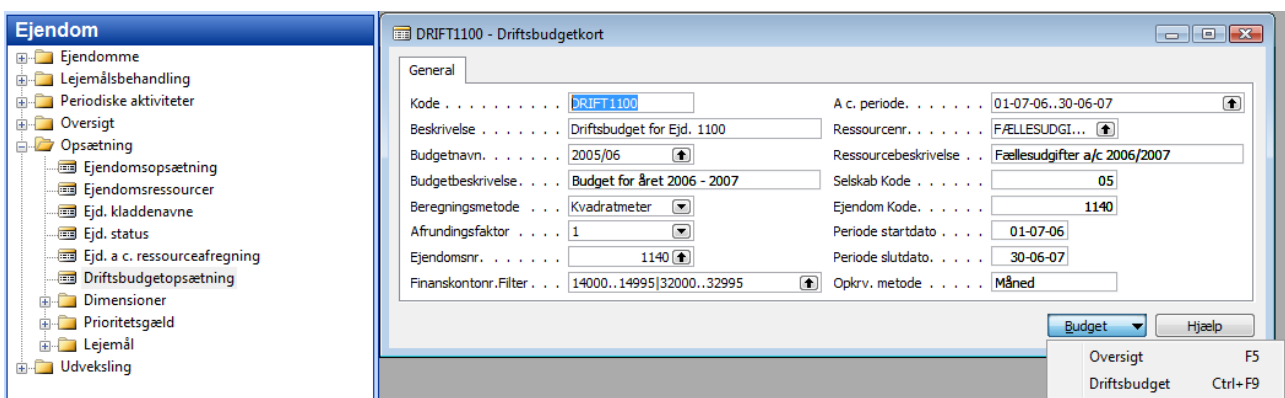 Ejendom
Ejendomme
Lejemålsbehandling
Periodiske aktiviteter
Oversigt
Opsætning
Ejendomsopsætning
Ejendomsressourcer
Ejd. kladdenavne
Ejd. status
Ejd. a c. ressourceafregning
Driftsbudgetopsætning
Dimensioner
Prioritetsgæld
Lejemål
Udveksling
DRIFT1100 - Driftsbudgetkort
General
Kode . . . . . . . . . . DRIFT1100
Beskrivelse . . . . . . . Driftsbudget for Ejd. 1100
Budgetnavn. . . . . . . 2005/06
Budgetbeskrivelse. . . . Budget for året 2006 - 2007
Beregningsmetode . . . Kvadratmeter
Afrundingsfaktor . . . . 1
Ejendomsnr. . . . . . . 1140
Finanskontonr.Filter. . . 14000..14995|32000..32995
A c. periode. . . . . . . 01-07-06..30-06-07
Ressourcenr. . . . . . . FÆLLESUDGI...
Ressourcebeskrivelse . . Fællesudgifter a/c 2006/2007
Selskab Kode . . . . . . 05
Ejendom Kode. . . . . . 1140
Periode startdato . . . . 01-07-06
Periode slutdato. . . . . 30-06-07
Opkrv. metode . . . . . Måned
Budget
Hjælp
Oversigt F5
Driftsbudget Ctrl+F9